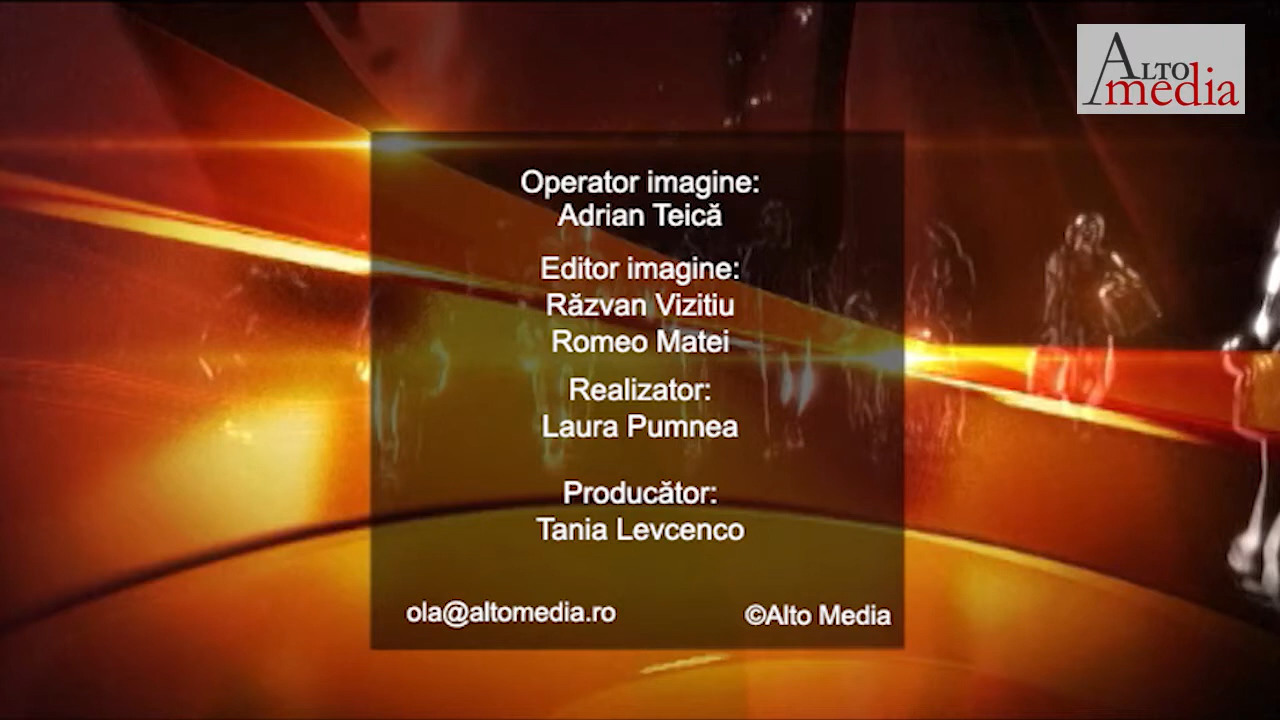 ALTO
media
Operator imagine:
Adrian Teică
Editor imagine:
Răzvan Vizitiu
Romeo Matei
Realizator:
Laura Pumnea
Producător:
Tania Levcenco
ola@altomedia.ro
©Alto Media